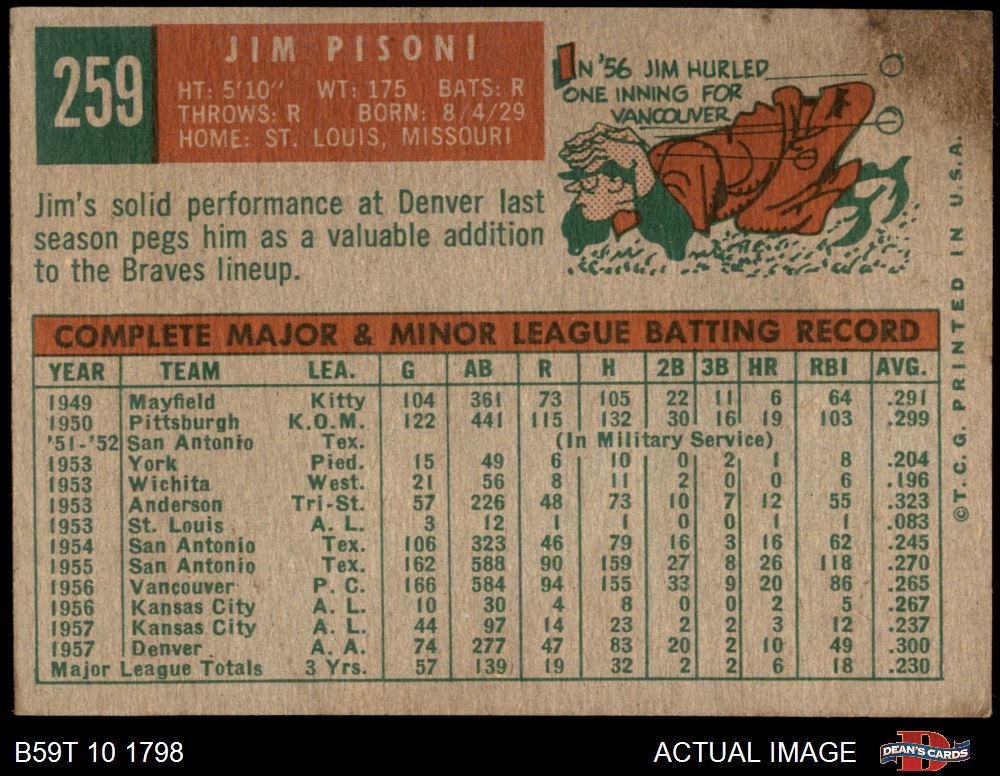 259
JIM PISONI
HT: 5'10" WT: 175 BATS: R
THROWS: R BORN: 8/4/29
HOME: ST. LOUIS, MISSOURI
IN '56 JIM HURLED
ONE INNING FOR
VANCOUVER
Jim's solid performance at Denver last
season pegs him as a valuable addition
to the Braves lineup.
COMPLETE MAJOR & MINOR LEAGUE BATTING RECORD
YEAR TEAM LEA. G AB R H 2B 3B HR RBI AVG.
1949 Mayfield Kitty 104 361 73 105 22 11 6 64 .291
1950 Pittsburgh K.O.M. 122 441 115 132 30 16 19 103 .299
'51-'52 San Antonio Tex. (In Military Service)
1953 York Pied. 15 49 6 10 0 2 1 8 .204
1953 Wichita West. 21 56 8 11 2 0 0 6 .196
1953 Anderson Tri-St. 57 226 48 73 10 7 12 55 .323
1953 St. Louis A. L. 3 12 1 1 0 0 1 1 .083
1954 San Antonio Tex. 106 323 46 79 16 3 16 62 .245
1955 San Antonio Tex. 162 588 90 159 27 8 26 118 .270
1956 Vancouver P. C. 166 584 94 155 33 9 20 86 .265
1956 Kansas City A. L. 10 30 4 8 0 0 2 5 .267
1957 Kansas City A. L. 44 97 14 23 2 2 3 12 .237
1957 Denver A. A. 74 277 47 83 20 2 10 49 .300
Major League Totals 3 Yrs. 57 139 19 32 2 2 6 18 .230
©T. C. G. PRINTED IN U.S.A.
B59T 10 1798
ACTUAL IMAGE
D
DEAN'S CARDS